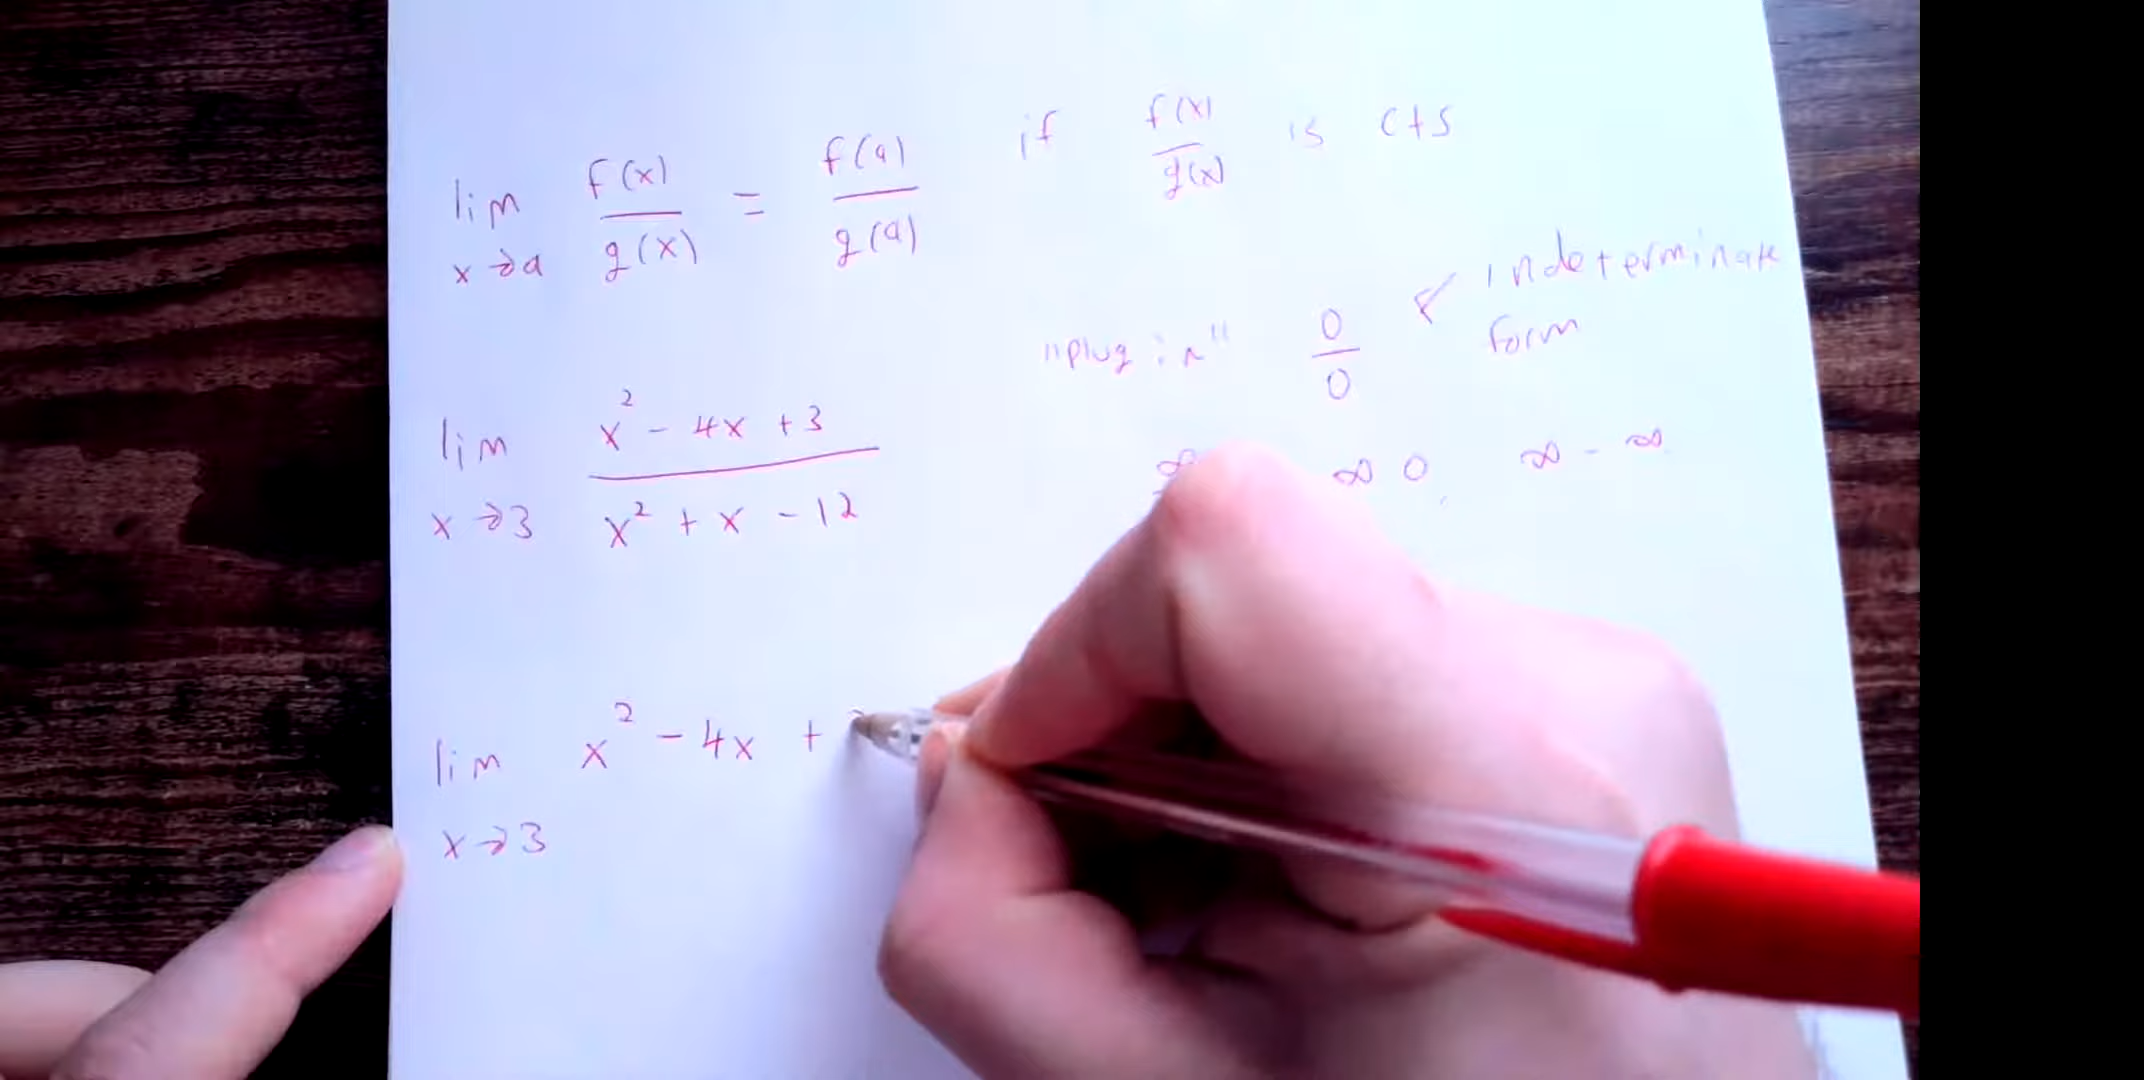 lim x→a f(x)/g(x) = f(a)/g(a) if f(x)/g(x) is cts
"plug in" 0/0 ← indeterminate form
lim x→3 (x² - 4x + 3)/(x² + x - 12)
∞ ∞ 0, ∞ - ∞
lim x→3 x² - 4x +